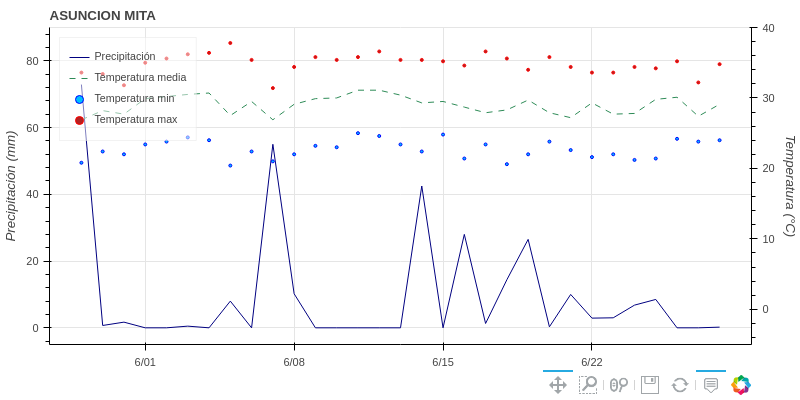 ASUNCION MITA
Precipitación
Temperatura media
Temperatura min
Temperatura max
Precipitación (mm)
80
60
40
20
0
Temperatura (°C)
40
30
20
10
0
6/01
6/08
6/15
6/22